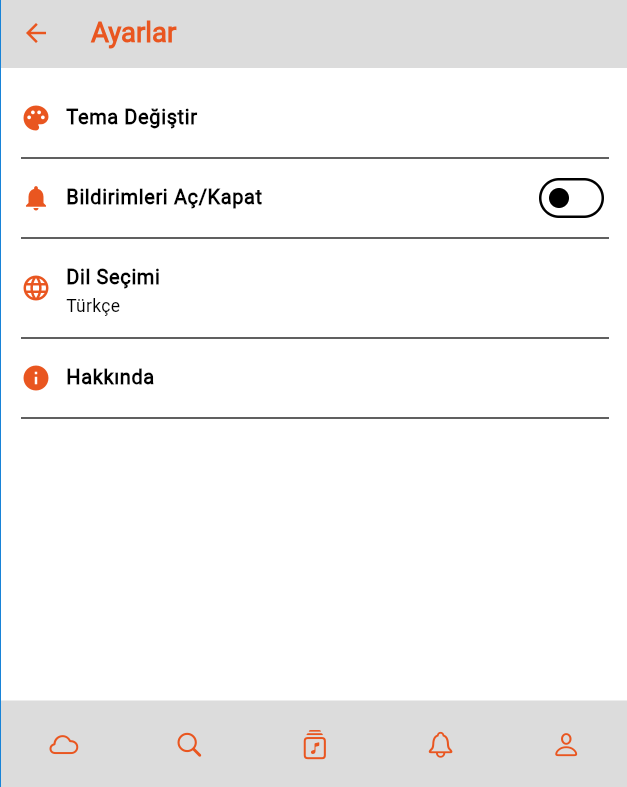 Ayarlar
Tema Değiştir
Bildirimleri Aç/Kapat
Dil Seçimi
Türkçe
Hakkında